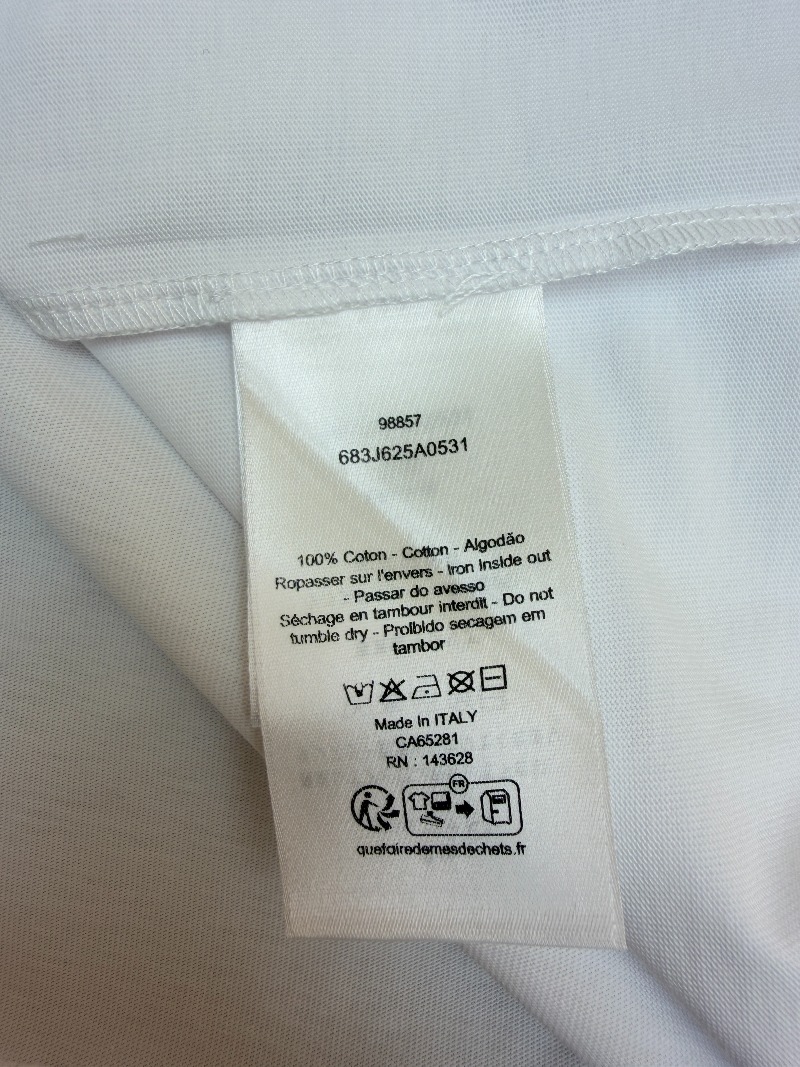 98857
683J625A0531
100% Coton - Cotton - Algodão
Ropasser sur l'envers - Iron Inside out
- Passar do avesso
Séchage en tambour interdit - Do not
tumble dry - Proibido secagem em
tambor
Made in ITALY
CA65281
RN : 143628
FR
quefairedemesdechets.fr